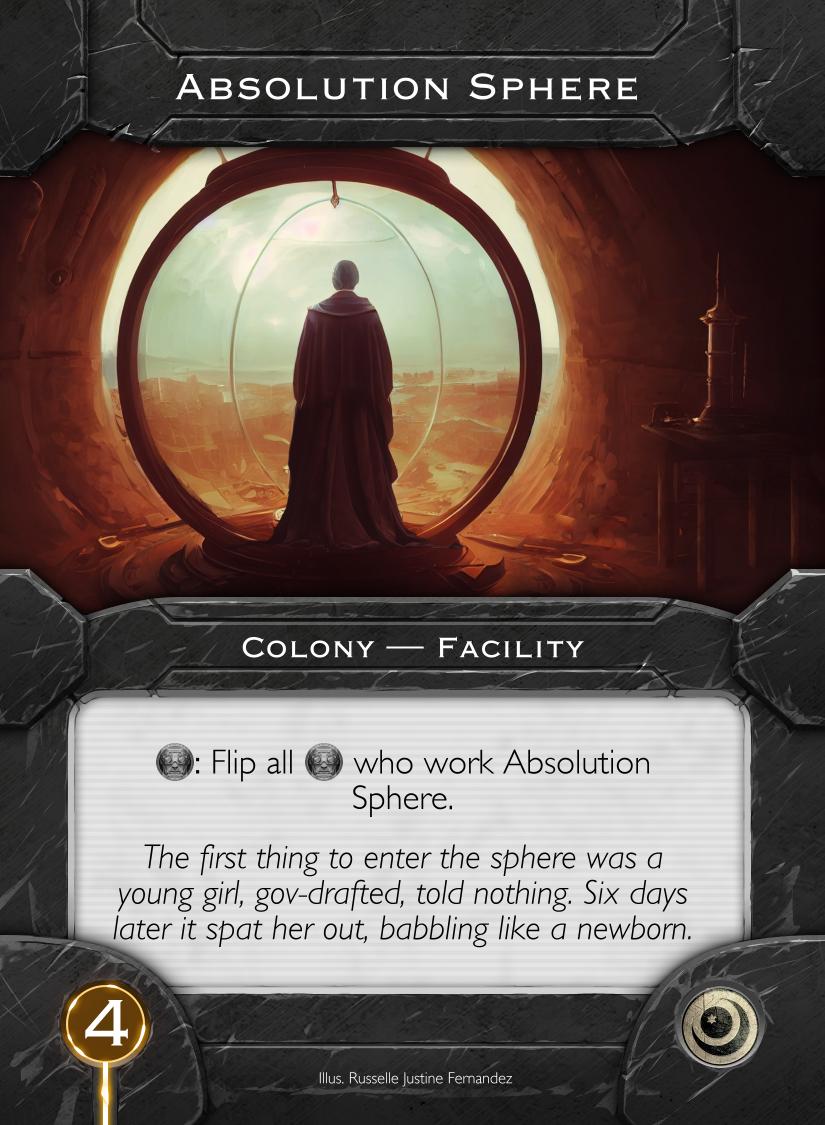 Absolution Sphere
Colony — Facility
: Flip all who work Absolution
Sphere.
The first thing to enter the sphere was a
young girl, gov-drafted, told nothing. Six days
later it spat her out, babbling like a newborn.
4
Illus. Russelle Justine Fernandez